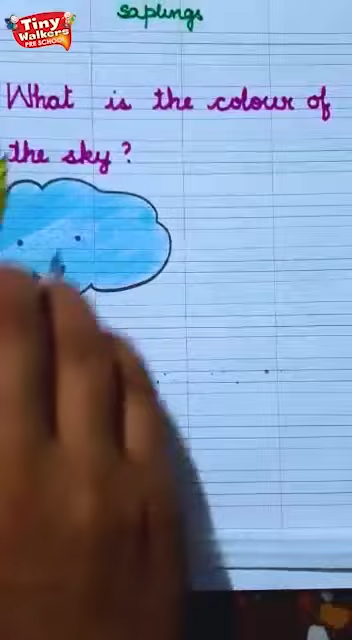 Tiny
Walkers
PRE SCHOOL
saplings
What is the colour of
the sky?